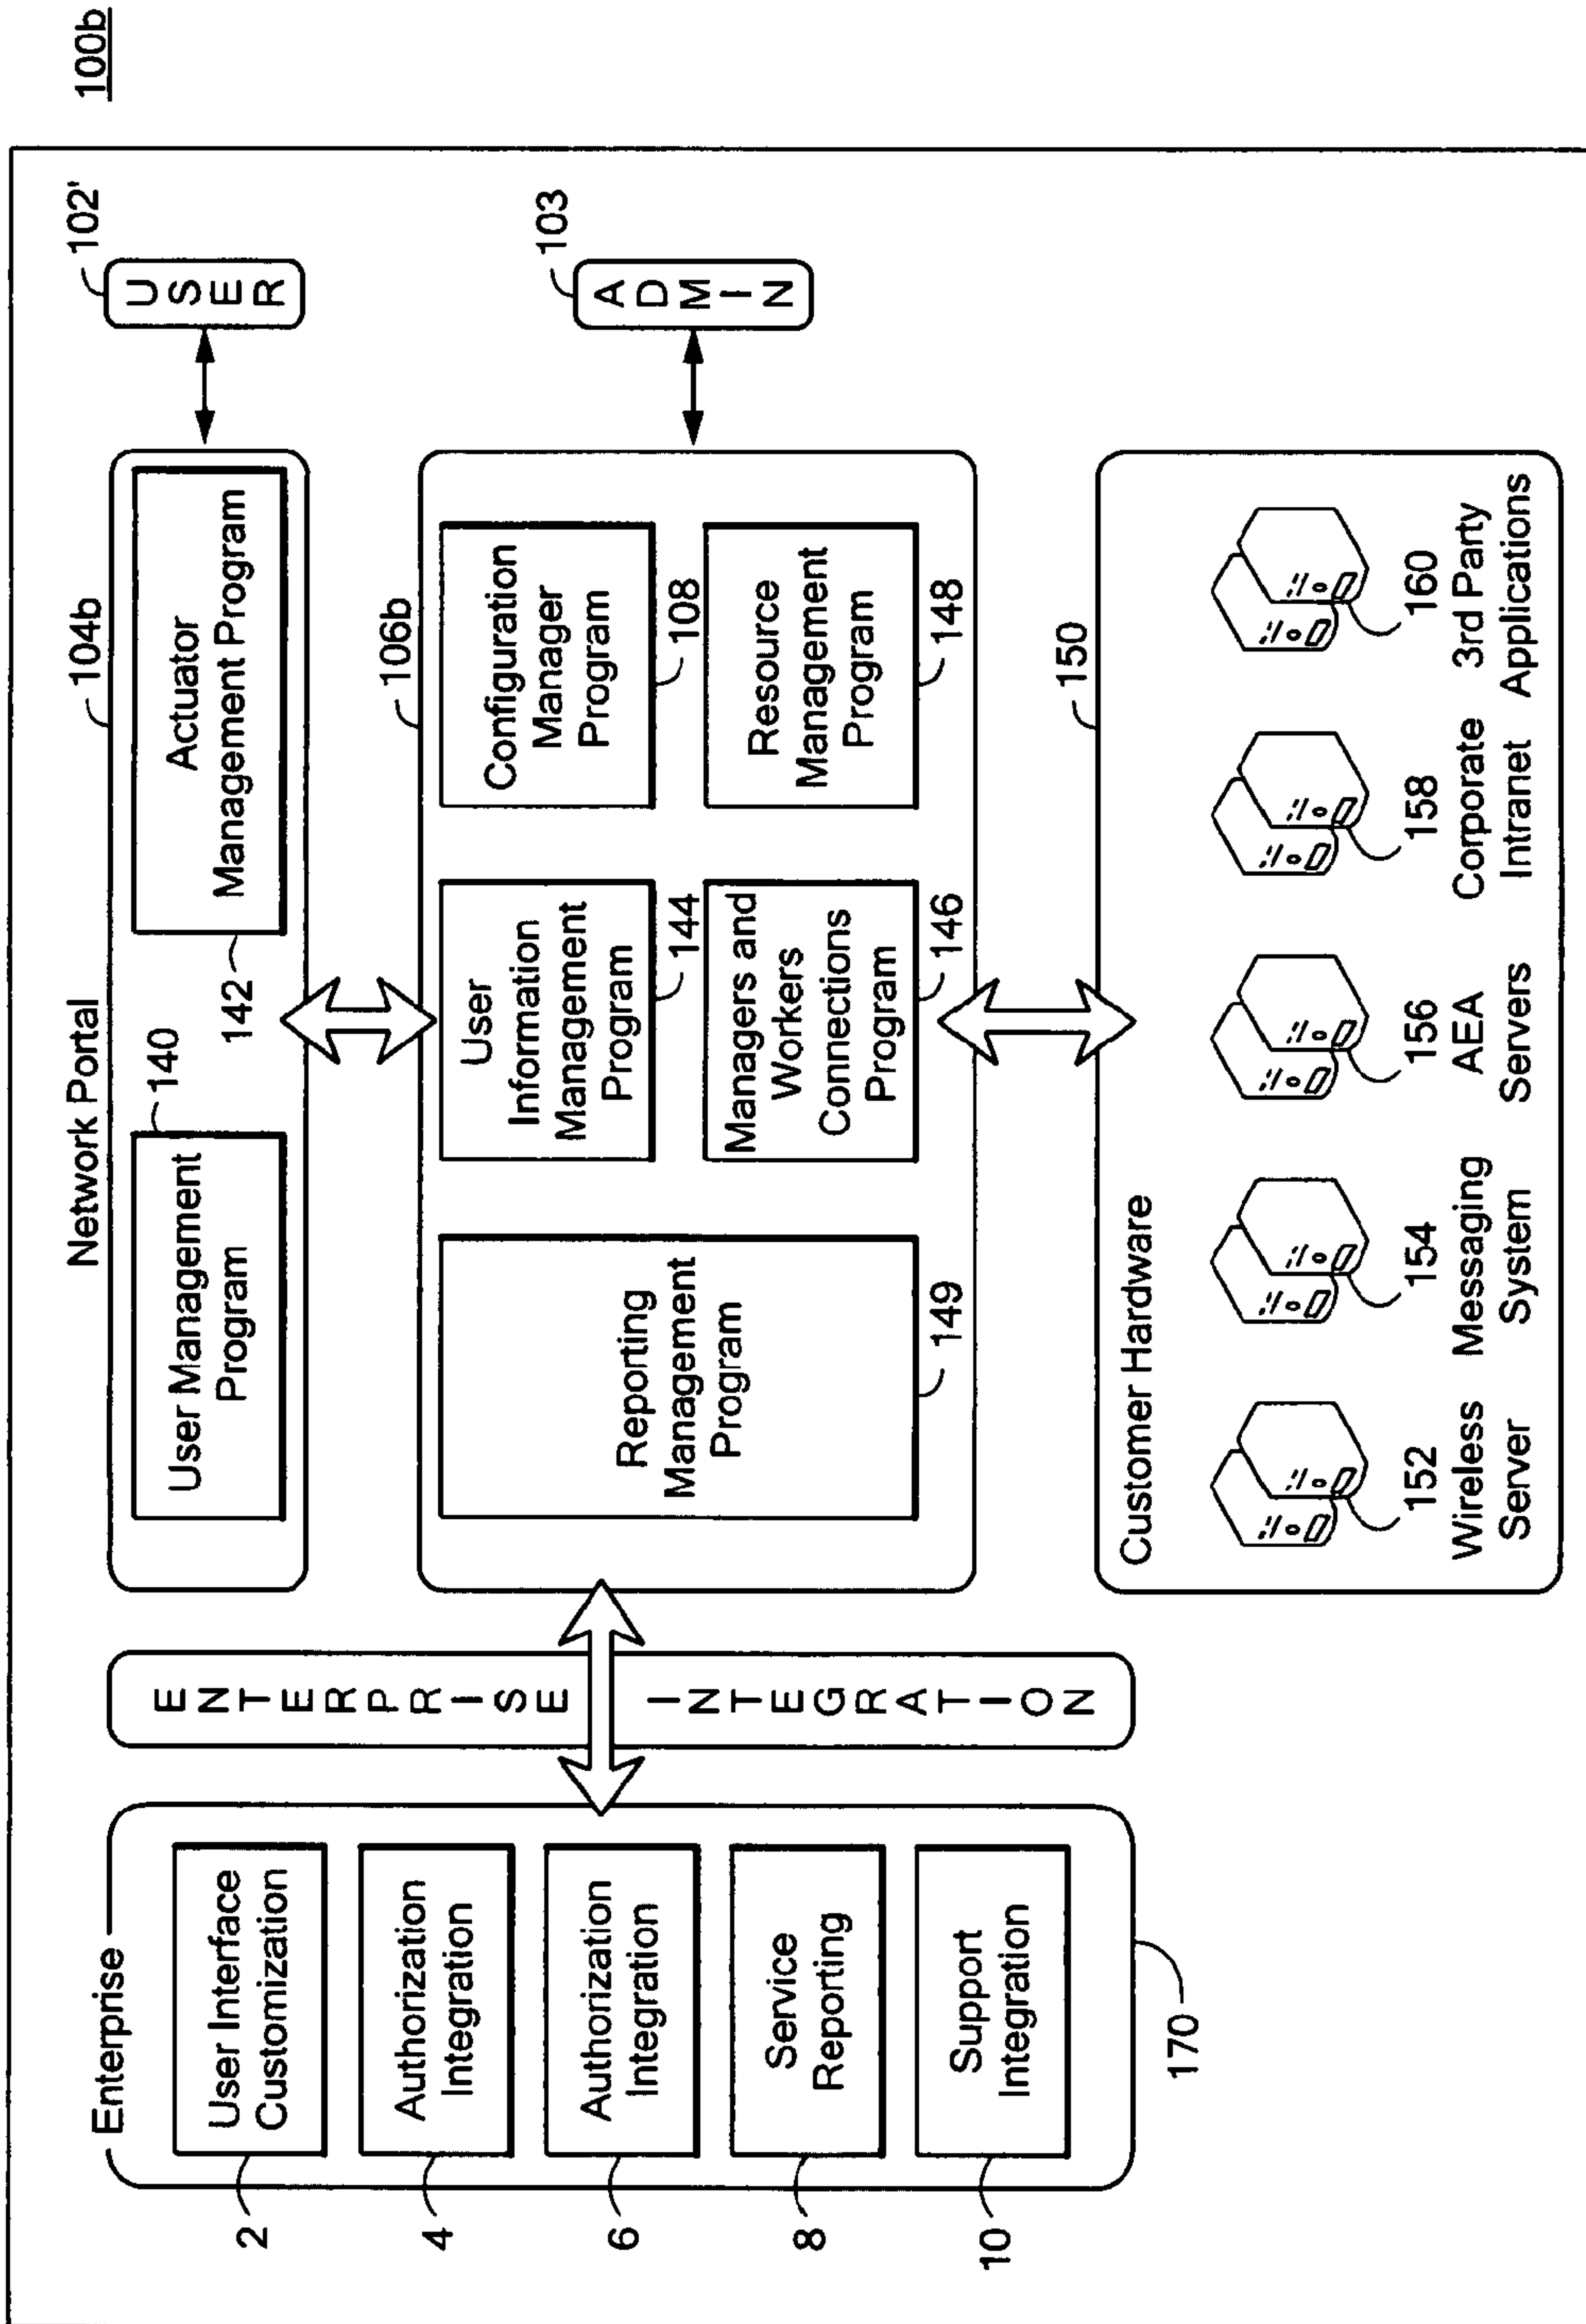 100b
Network Portal
104b
102'
User Management
Program
140
Actuator
Management Program
142
USER
106b
103
Reporting
Management
Program
149
User
Information
Management
Program
144
Configuration
Manager
Program
108
Managers and
Workers
Connections
Program
146
Resource
Management
Program
148
ADMIN
150
Customer Hardware
152
Wireless
Server
154
Messaging
System
156
AEA
Servers
158
Corporate
Intranet
160
3rd Party
Applications
ENTERPRISE INTEGRATION
Enterprise
User Interface
Customization
2
Authorization
Integration
4
Authorization
Integration
6
Service
Reporting
8
Support
Integration
10
170